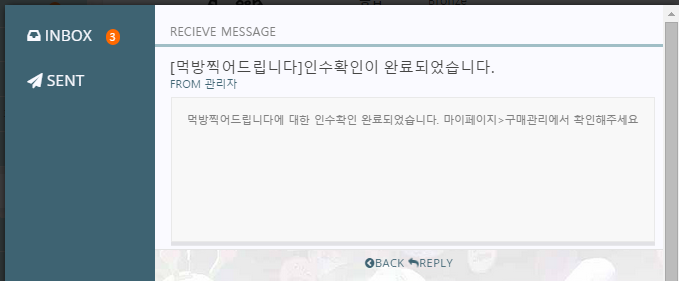 INBOX 3
SENT
RECIEVE MESSAGE
[먹방찍어드립니다]인수확인이 완료되었습니다.
FROM 관리자
먹방찍어드립니다에 대한 인수확인 완료되었습니다. 마이페이지>구매관리에서 확인해주세요
BACK REPLY